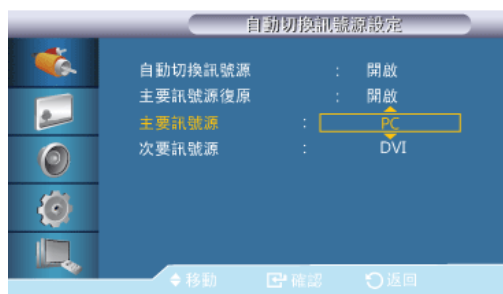 自動切換訊號源設定
自動切換訊號源 : 開啟
主要訊號源復原 : 開啟
主要訊號源 : PC
次要訊號源 : DVI
移動 確認 返回